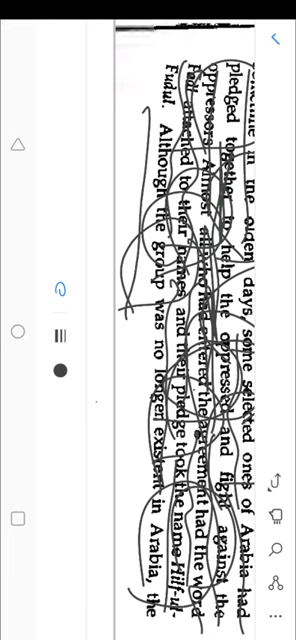 in the olden days, some selected ones of Arabia had
pledged together to help the oppressed and fight against the
oppressors. Almost all who had entered the agreement had the word
Fadl attached to their names and their pledge took the name Hilf-ul-
Fudul. Although the group was no longer existent in Arabia, the